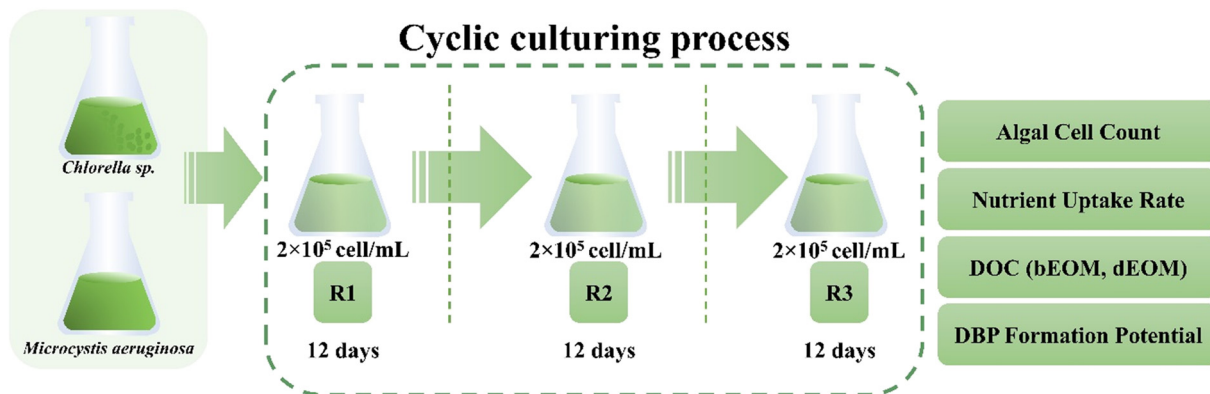 Cyclic culturing process
Chlorella sp.
Microcystis aeruginosa
2×10⁵ cell/mL
R1
12 days
2×10⁵ cell/mL
R2
12 days
2×10⁵ cell/mL
R3
12 days
Algal Cell Count
Nutrient Uptake Rate
DOC (bEOM, dEOM)
DBP Formation Potential